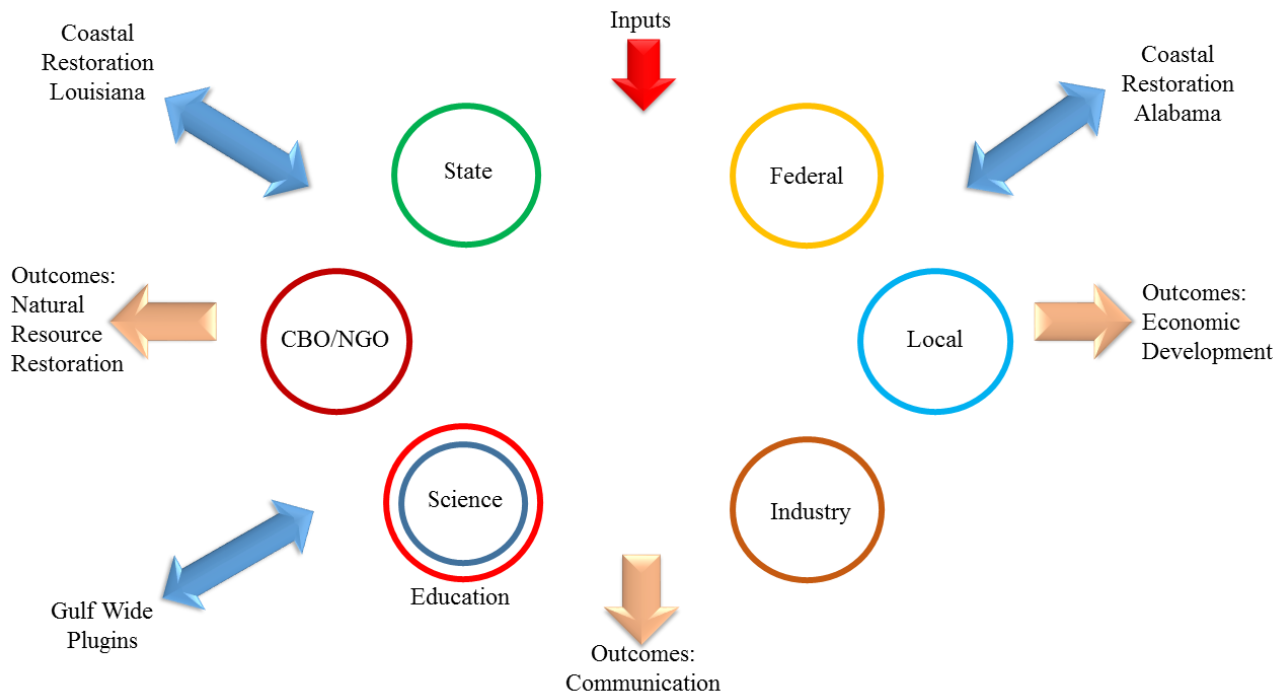 Inputs
Coastal
Restoration
Louisiana
Coastal
Restoration
Alabama
State
Federal
Outcomes:
Natural
Resource
Restoration
CBO/NGO
Local
Outcomes:
Economic
Development
Science
Industry
Education
Gulf Wide
Plugins
Outcomes:
Communication